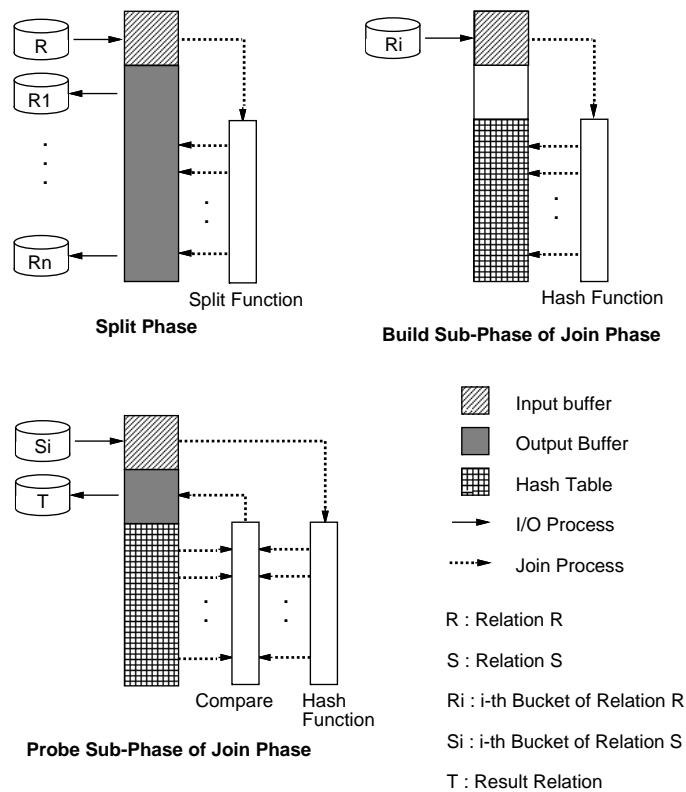 R
R1
Rn
Split Function
Split Phase
Ri
Hash Function
Build Sub-Phase of Join Phase
Si
T
Compare
Hash
Function
Probe Sub-Phase of Join Phase
Input buffer
Output Buffer
Hash Table
I/O Process
Join Process
R : Relation R
S : Relation S
Ri : i-th Bucket of Relation R
Si : i-th Bucket of Relation S
T : Result Relation